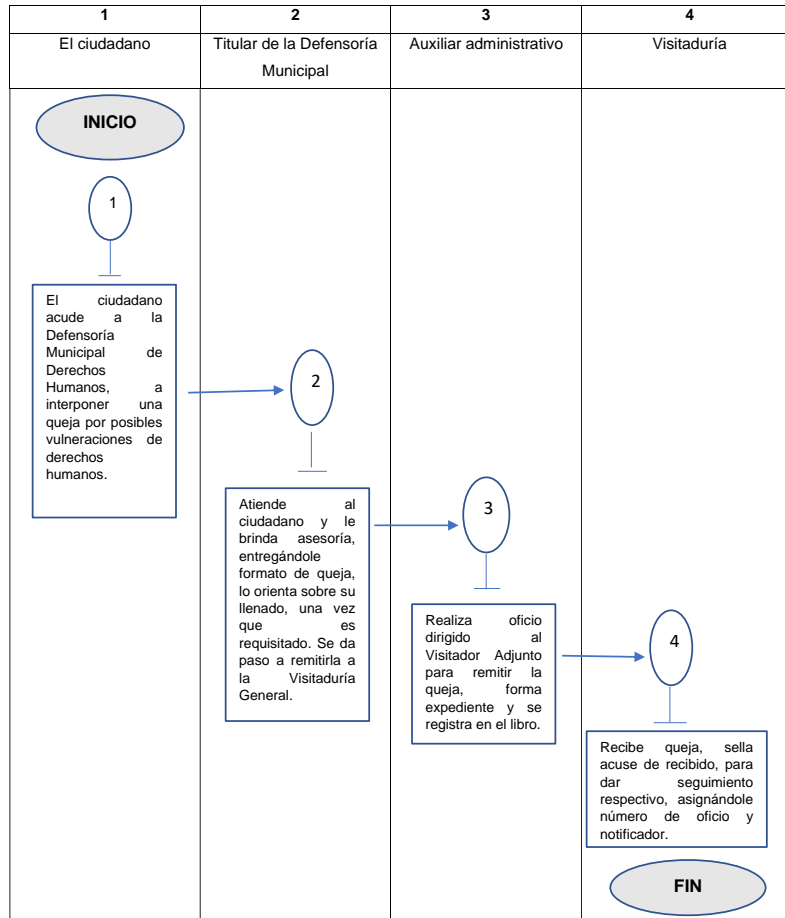 1
2
3
4
El ciudadano
Titular de la Defensoría
Municipal
Auxiliar administrativo
Visitaduría
INICIO
1
El ciudadano
acude a la
Defensoría
Municipal de
Derechos
Humanos, a
interponer una
queja por posibles
vulneraciones de
derechos
humanos.
2
Atiende al
ciudadano y le
brinda asesoría,
entregándole
formato de queja,
lo orienta sobre su
llenado, una vez
que es
requisitado. Se da
paso a remitirla a
la Visitaduría
General.
3
Realiza oficio
dirigido al
Visitador Adjunto
para remitir la
queja, forma
expediente y se
registra en el libro.
4
Recibe queja, sella
acuse de recibido, para
dar seguimiento
respectivo, asignándole
número de oficio y
notificador.
FIN